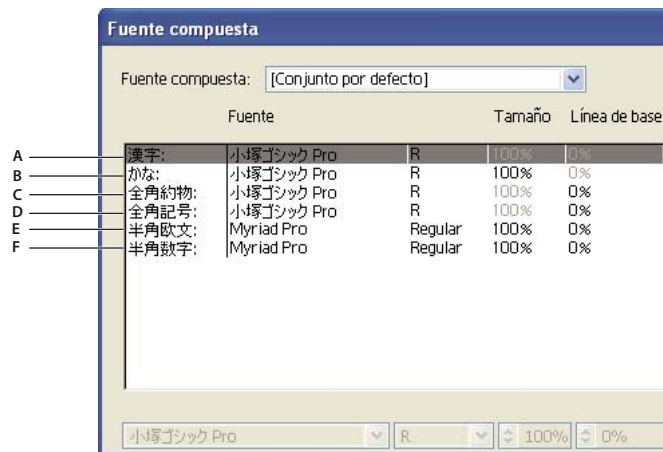 Fuente compuesta
Fuente compuesta: [Conjunto por defecto]
Fuente Tamaño Línea de base
A 漢字: 小塚ゴシック Pro R 100% 0%
B かな: 小塚ゴシック Pro R 100% 0%
C 全角約物: 小塚ゴシック Pro R 100% 0%
D 全角記号: 小塚ゴシック Pro R 100% 0%
E 半角欧文: Myriad Pro Regular 100% 0%
F 半角数字: Myriad Pro Regular 100% 0%
小塚ゴシック Pro R 100% 0%